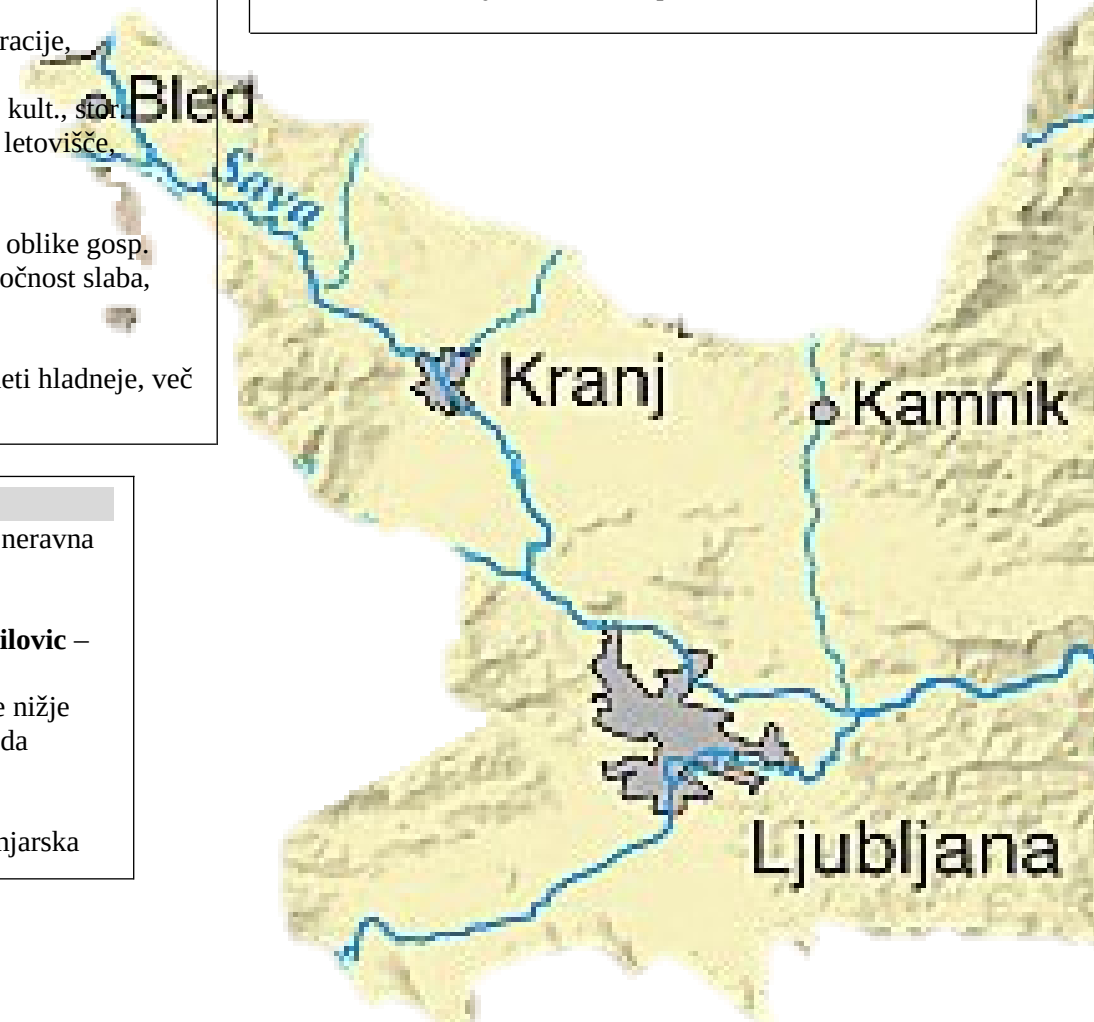 racije,
kult., stor.
letovišče,
oblike gosp.
očnost slaba,
eti hladneje, več
neravna
ilovic –
e nižje
da
njarska
Bled
Sava
Kranj
Kamnik
Ljubljana